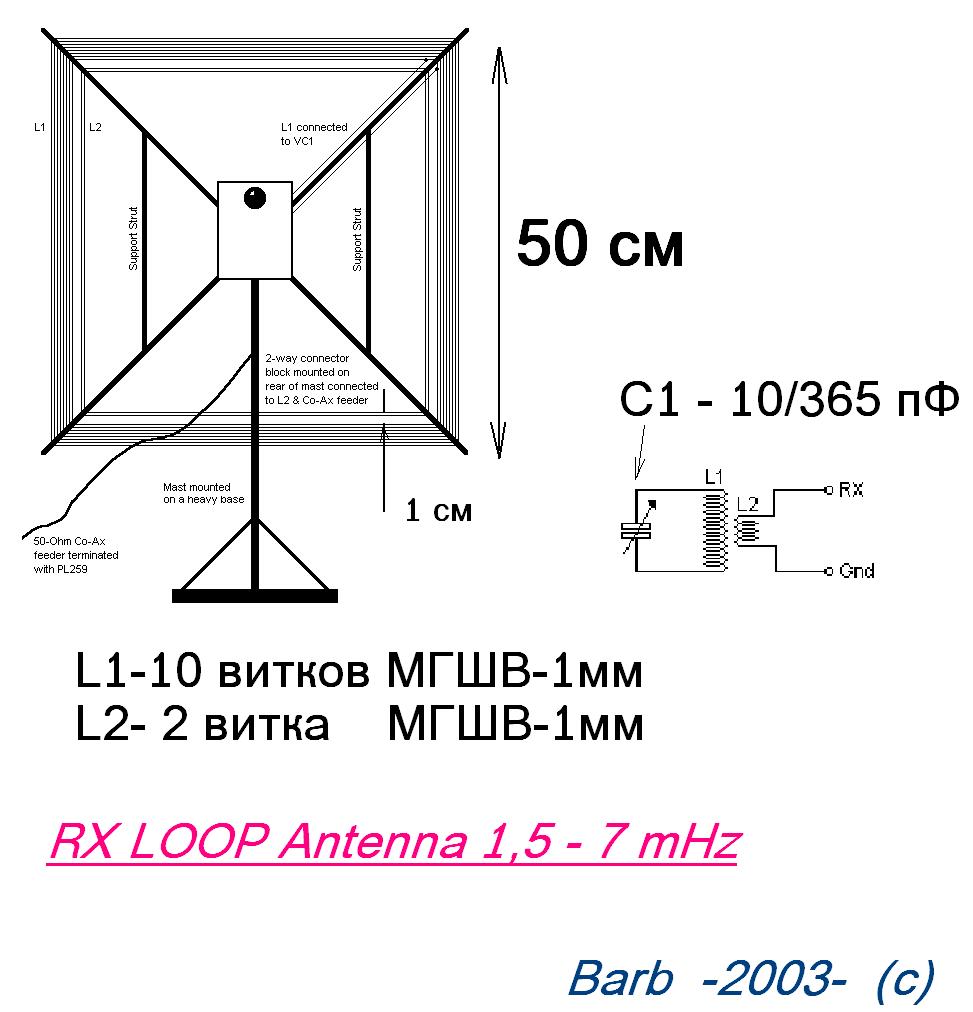 L1
L2
L1 connected
to VC1
Support Strut
Support Strut
50 см
2-way connector
block mounted on
rear of mast connected
to L2 & Co-Ax feeder
C1 - 10/365 пФ
Mast mounted
on a heavy base
1 см
50-Ohm Co-Ax
feeder terminated
with PL259
L1
L2
RX
Gnd
L1-10 витков МГШВ-1мм
L2- 2 витка МГШВ-1мм
RX LOOP Antenna 1,5 - 7 mHz
Barb -2003- (c)